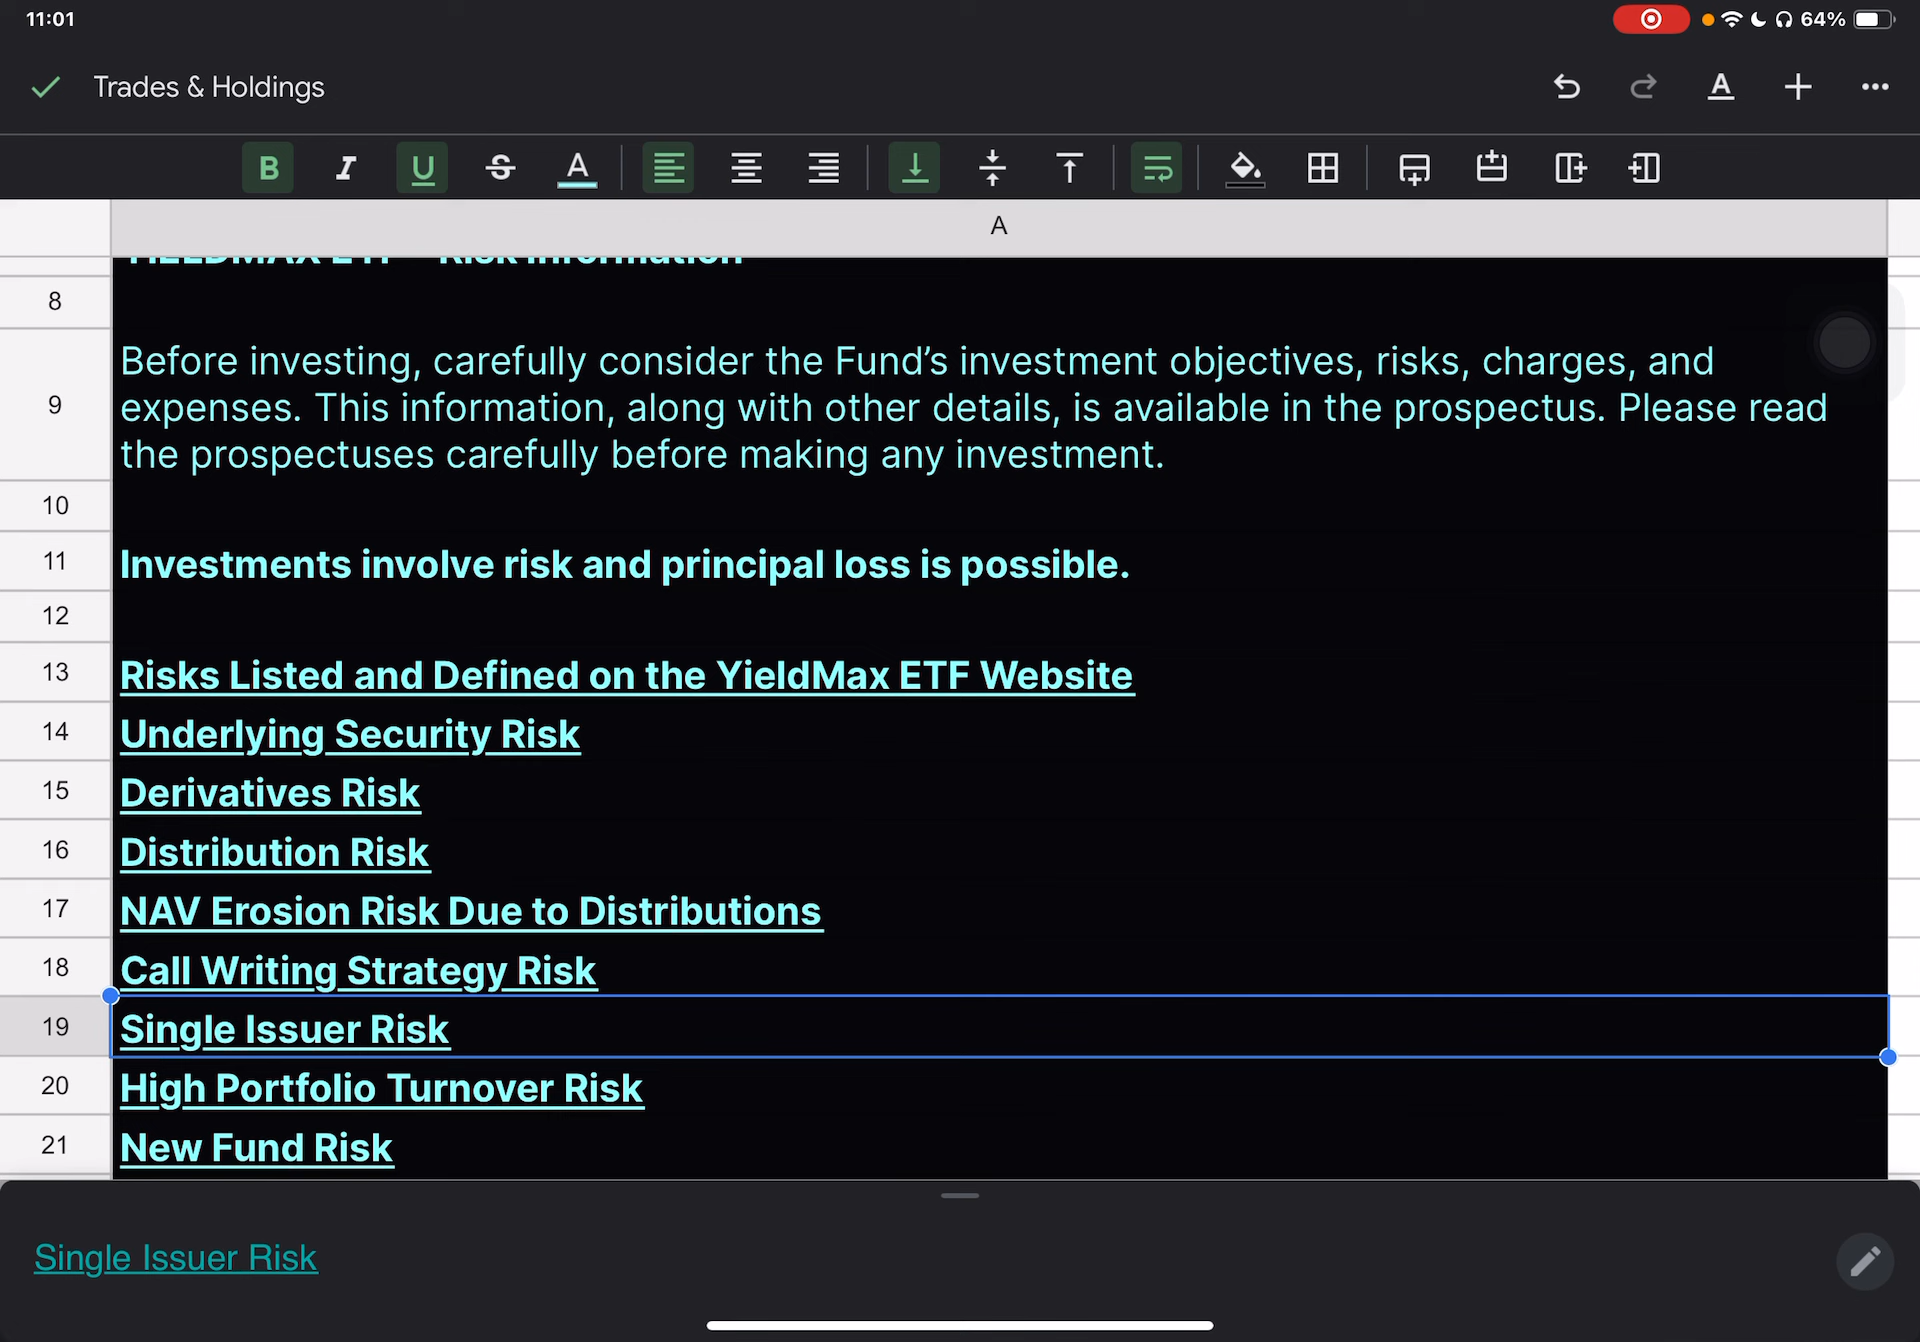 11:01
64%
Trades & Holdings
B I U S A
A
A
YIELDMAX ETF - Risk Information
8
9
Before investing, carefully consider the Fund’s investment objectives, risks, charges, and
expenses. This information, along with other details, is available in the prospectus. Please read
the prospectuses carefully before making any investment.
10
11 Investments involve risk and principal loss is possible.
12
13 Risks Listed and Defined on the YieldMax ETF Website
14 Underlying Security Risk
15 Derivatives Risk
16 Distribution Risk
17 NAV Erosion Risk Due to Distributions
18 Call Writing Strategy Risk
19 Single Issuer Risk
20 High Portfolio Turnover Risk
21 New Fund Risk
Single Issuer Risk